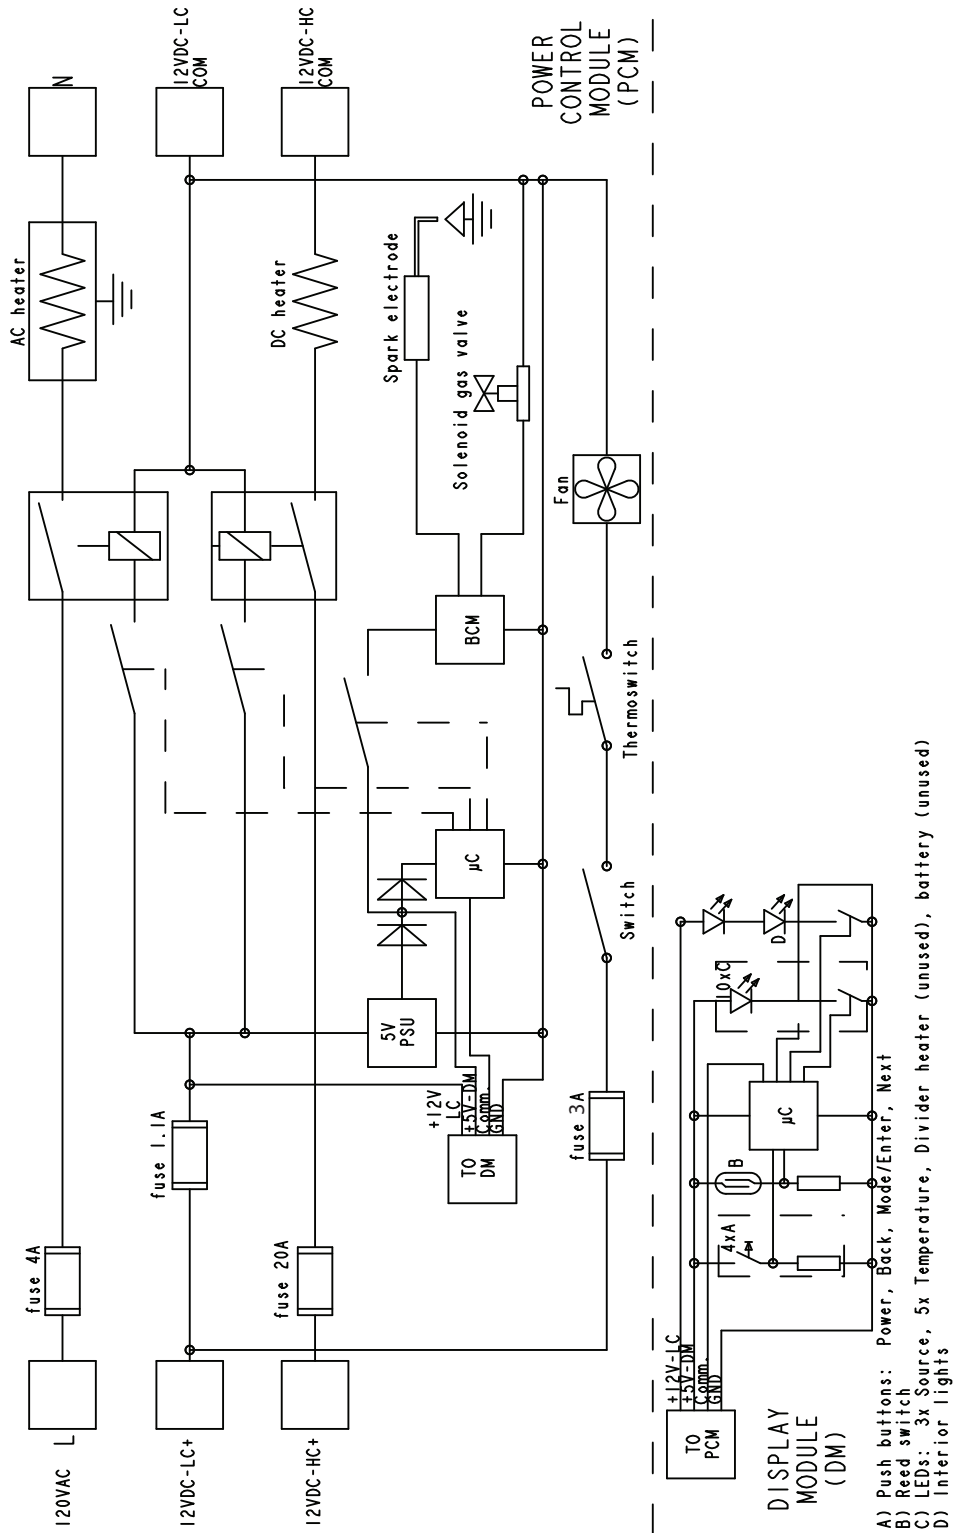 120VAC
L
fuse 4A
AC heater
N
12VDC-LC+
fuse 1.1A
12VDC-LC
COM
12VDC-HC+
fuse 20A
DC heater
12VDC-HC
COM
5V
PSU
µC
BCM
Spark electrode
Solenoid gas valve
TO
DM
+12V
LC
+5V-DM
Comm.
GND
fuse 3A
Switch
Thermoswitch
Fan
POWER
CONTROL
MODULE
(PCM)
TO
PCM
+12V-LC
+5V-DM
Comm.
GND
4xA
B
µC
10xC
D
DISPLAY
MODULE
(DM)
A) Push buttons: Power, Back, Mode/Enter, Next
B) Reed switch
C) LEDs: 3x Source, 5x Temperature, Divider heater (unused), battery (unused)
D) Interior lights